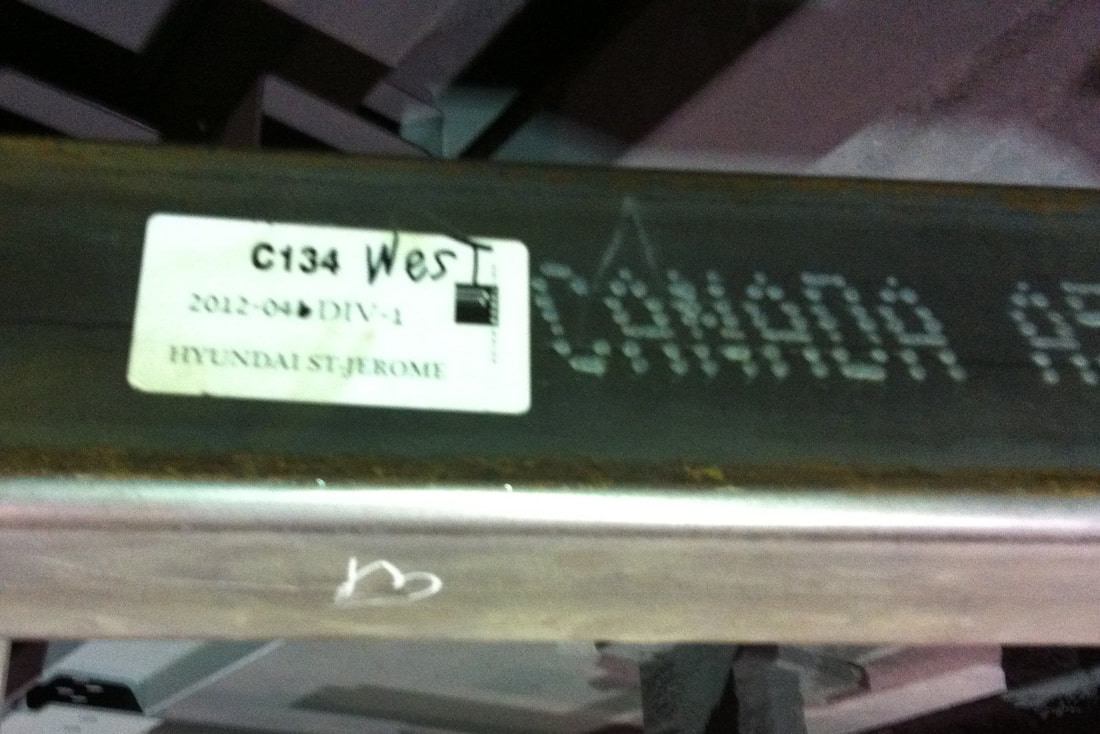 C134 West
2012-04 DIV-1
HYUNDAI ST-JEROME
CANADA
B